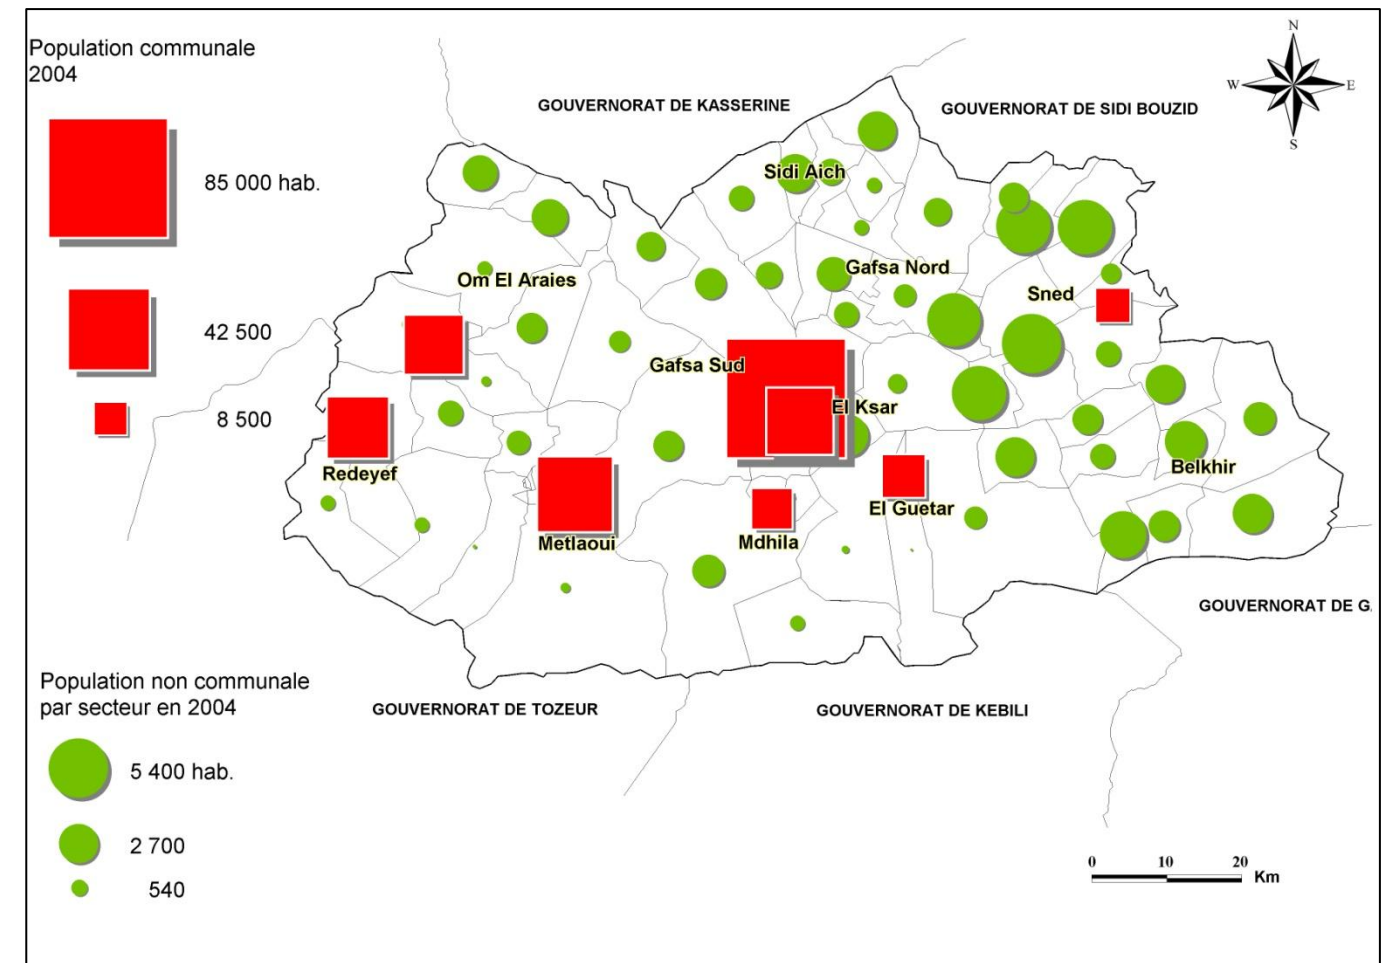 Population communale
2004
85 000 hab.
42 500
8 500
N
W
E
S
GOUVERNORAT DE KASSERINE
GOUVERNORAT DE SIDI BOUZID
Sidi Aich
Om El Araies
Gafsa Nord
Sned
Gafsa Sud
El Ksar
Redeyef
Belkhir
El Guetar
Metlaoui
Mdhila
GOUVERNORAT DE G
GOUVERNORAT DE TOZEUR
GOUVERNORAT DE KEBILI
Population non communale
par secteur en 2004
5 400 hab.
2 700
540
0 10 20
Km